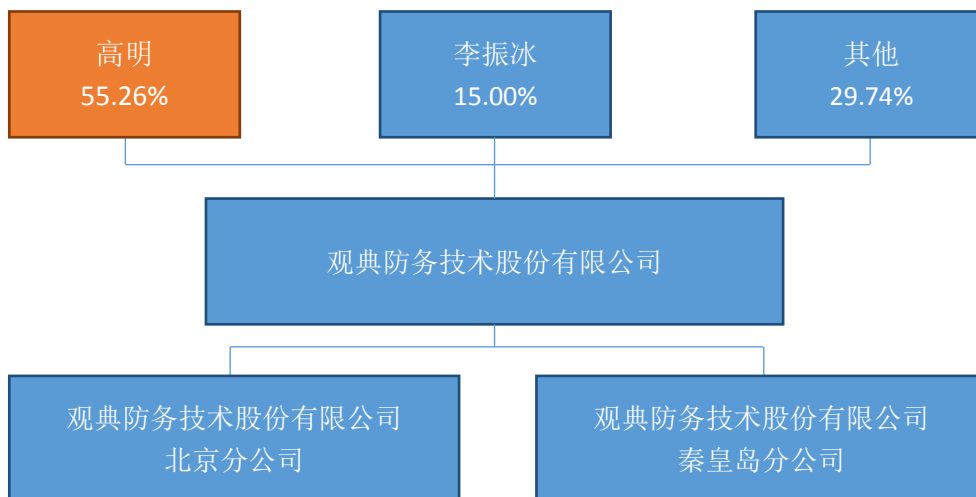 高明
55.26%
李振冰
15.00%
其他
29.74%
观典防务技术股份有限公司
观典防务技术股份有限公司
北京分公司
观典防务技术股份有限公司
秦皇岛分公司